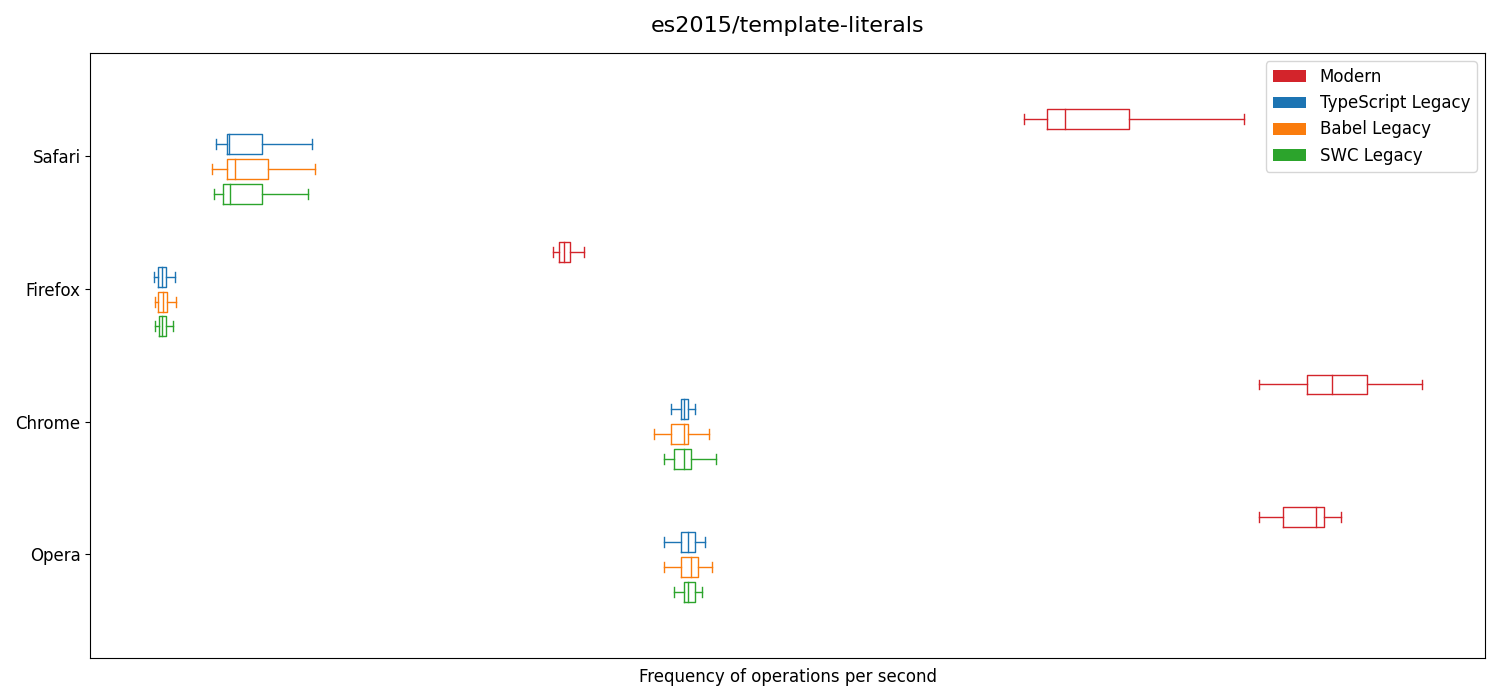 es2015/template-literals
Modern
TypeScript Legacy
Babel Legacy
SWC Legacy
Safari
Firefox
Chrome
Opera
Frequency of operations per second